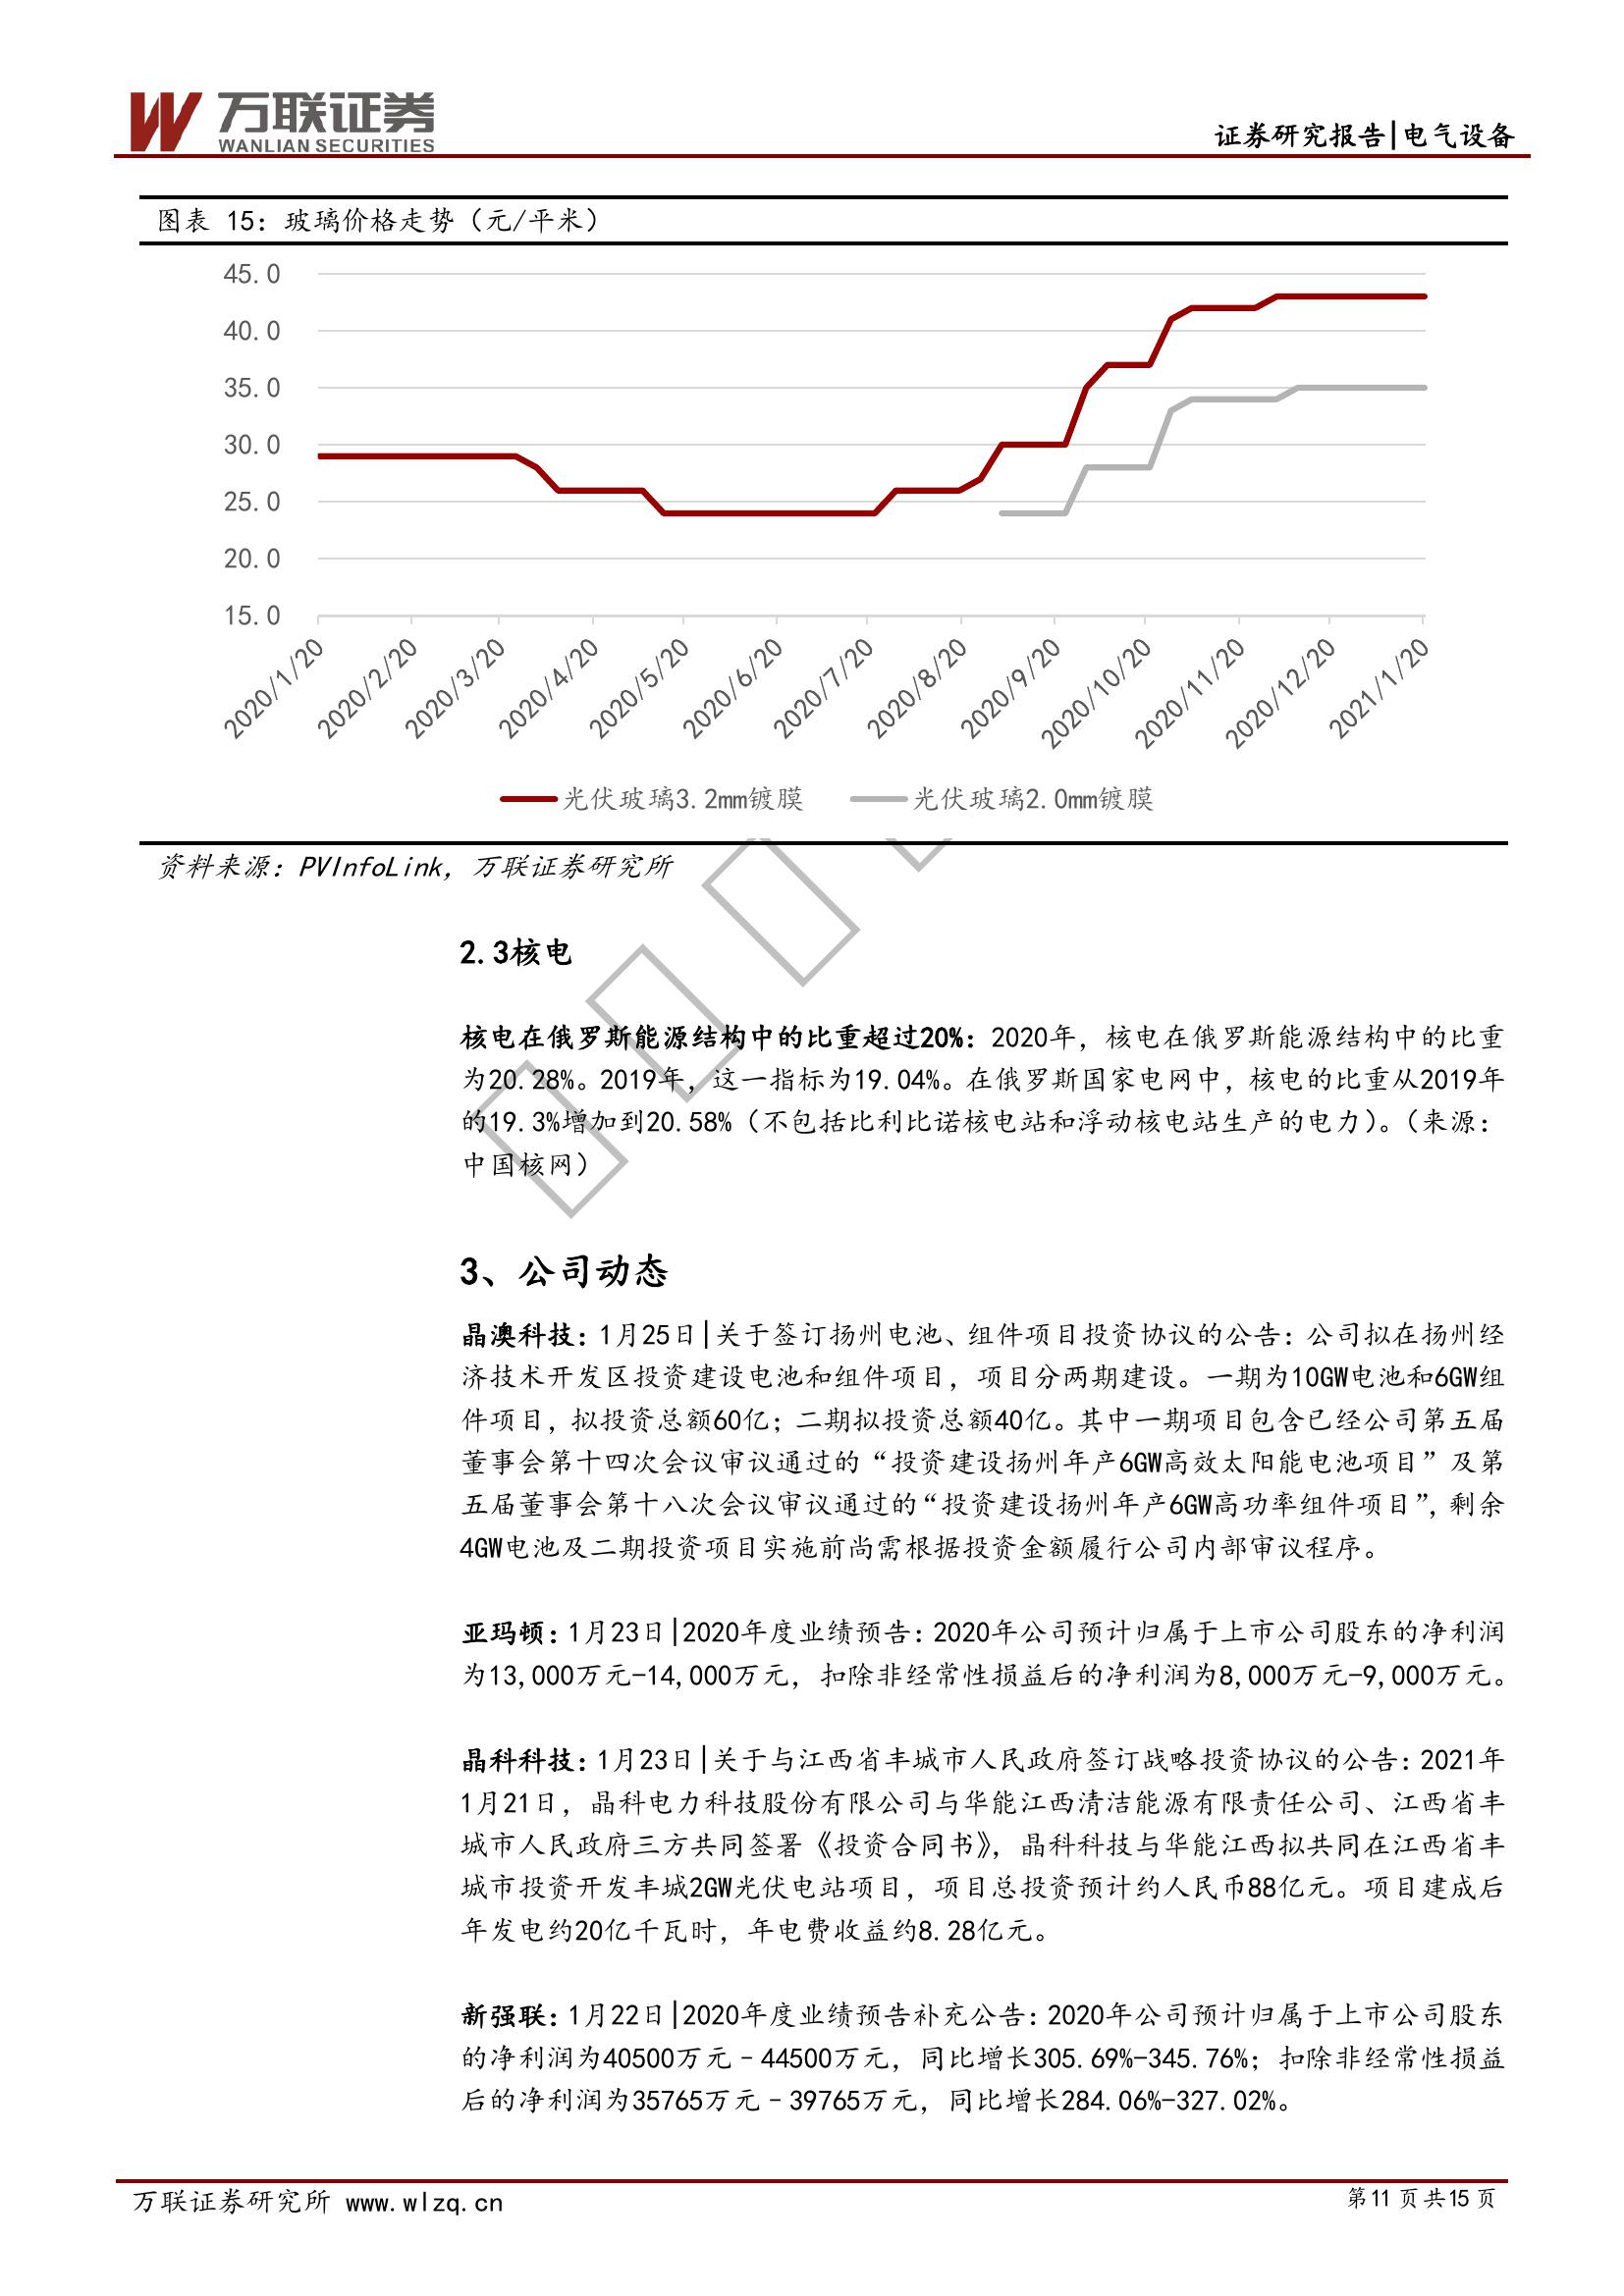 万联证券
WANLIAN SECURITIES
证券研究报告|电气设备
图表 15：玻璃价格走势（元/平米）
45.0
40.0
35.0
30.0
25.0
20.0
15.0
2020/1/20
2020/2/20
2020/3/20
2020/4/20
2020/5/20
2020/6/20
2020/7/20
2020/8/20
2020/9/20
2020/10/20
2020/11/20
2020/12/20
2021/1/20
光伏玻璃3.2mm镀膜
光伏玻璃2.0mm镀膜
资料来源：PVInfoLink，万联证券研究所
2.3核电
核电在俄罗斯能源结构中的比重超过20%：2020年，核电在俄罗斯能源结构中的比重
为20.28%。2019年，这一指标为19.04%。在俄罗斯国家电网中，核电的比重从2019年
的19.3%增加到20.58%（不包括比利比诺核电站和浮动核电站生产的电力）。（来源：
中国核网）
3、公司动态
晶澳科技：1月25日|关于签订扬州电池、组件项目投资协议的公告：公司拟在扬州经
济技术开发区投资建设电池和组件项目，项目分两期建设。一期为10GW电池和6GW组
件项目，拟投资总额60亿；二期拟投资总额40亿。其中一期项目包含已经公司第五届
董事会第十四次会议审议通过的“投资建设扬州年产6GW高效太阳能电池项目”及第
五届董事会第十八次会议审议通过的“投资建设扬州年产6GW高功率组件项目”，剩余
4GW电池及二期投资项目实施前尚需根据投资金额履行公司内部审议程序。
亚玛顿：1月23日|2020年度业绩预告：2020年公司预计归属于上市公司股东的净利润
为13,000万元-14,000万元，扣除非经常性损益后的净利润为8,000万元-9,000万元。
晶科科技：1月23日|关于与江西省丰城市人民政府签订战略投资协议的公告：2021年
1月21日，晶科电力科技股份有限公司与华能江西清洁能源有限责任公司、江西省丰
城市人民政府三方共同签署《投资合同书》，晶科科技与华能江西拟共同在江西省丰
城市投资开发丰城2GW光伏电站项目，项目总投资预计约人民币88亿元。项目建成后
年发电约20亿千瓦时，年电费收益约8.28亿元。
新强联：1月22日|2020年度业绩预告补充公告：2020年公司预计归属于上市公司股东
的净利润为40500万元–44500万元，同比增长305.69%-345.76%；扣除非经常性损益
后的净利润为35765万元–39765万元，同比增长284.06%-327.02%。
万联证券研究所 www.wlzq.cn
第11 页 共15 页